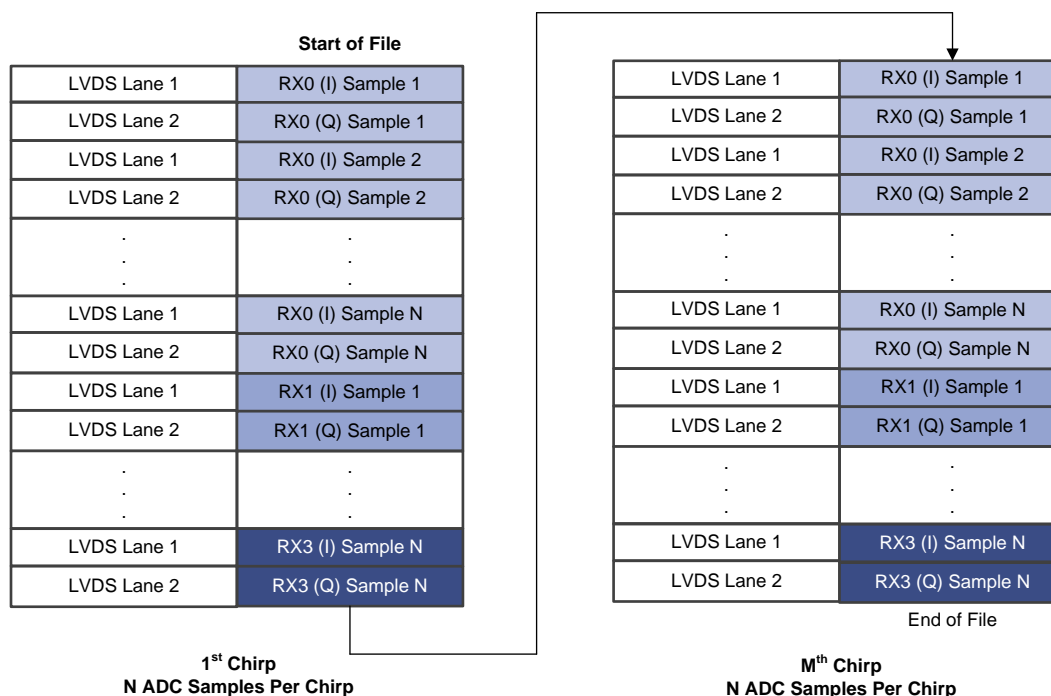 Start of File
LVDS Lane 1 RX0 (I) Sample 1
LVDS Lane 2 RX0 (Q) Sample 1
LVDS Lane 1 RX0 (I) Sample 2
LVDS Lane 2 RX0 (Q) Sample 2
. .
. .
. .
LVDS Lane 1 RX0 (I) Sample N
LVDS Lane 2 RX0 (Q) Sample N
LVDS Lane 1 RX1 (I) Sample 1
LVDS Lane 2 RX1 (Q) Sample 1
. .
. .
. .
LVDS Lane 1 RX3 (I) Sample N
LVDS Lane 2 RX3 (Q) Sample N
1st Chirp
N ADC Samples Per Chirp
LVDS Lane 1 RX0 (I) Sample 1
LVDS Lane 2 RX0 (Q) Sample 1
LVDS Lane 1 RX0 (I) Sample 2
LVDS Lane 2 RX0 (Q) Sample 2
. .
. .
. .
LVDS Lane 1 RX0 (I) Sample N
LVDS Lane 2 RX0 (Q) Sample N
LVDS Lane 1 RX1 (I) Sample 1
LVDS Lane 2 RX1 (Q) Sample 1
. .
. .
. .
LVDS Lane 1 RX3 (I) Sample N
LVDS Lane 2 RX3 (Q) Sample N
End of File
Mth Chirp
N ADC Samples Per Chirp